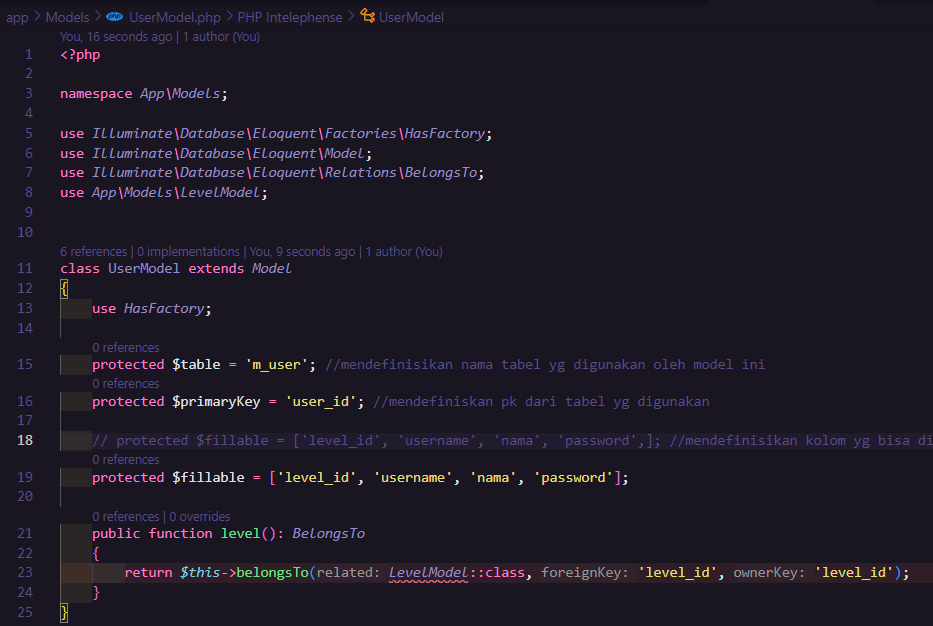 app > Models > UserModel.php > PHP Intelephense > UserModel
You, 16 seconds ago | 1 author (You)
1 <?php
2
3 namespace App\Models;
4
5 use Illuminate\Database\Eloquent\Factories\HasFactory;
6 use Illuminate\Database\Eloquent\Model;
7 use Illuminate\Database\Eloquent\Relations\BelongsTo;
8 use App\Models\LevelModel;
9
10
6 references | 0 implementations | You, 9 seconds ago | 1 author (You)
11 class UserModel extends Model
12 {
13 use HasFactory;
14
0 references
15 protected $table = 'm_user'; //mendefinisikan nama tabel yg digunakan oleh model ini
0 references
16 protected $primaryKey = 'user_id'; //mendefiniskan pk dari tabel yg digunakan
17
18 // protected $fillable = ['level_id', 'username', 'nama', 'password',]; //mendefinisikan kolom yg bisa di
0 references
19 protected $fillable = ['level_id', 'username', 'nama', 'password'];
20
0 references | 0 overrides
21 public function level(): BelongsTo
22 {
23 return $this->belongsTo(related: LevelModel::class, foreignKey: 'level_id', ownerKey: 'level_id');
24 }
25 }